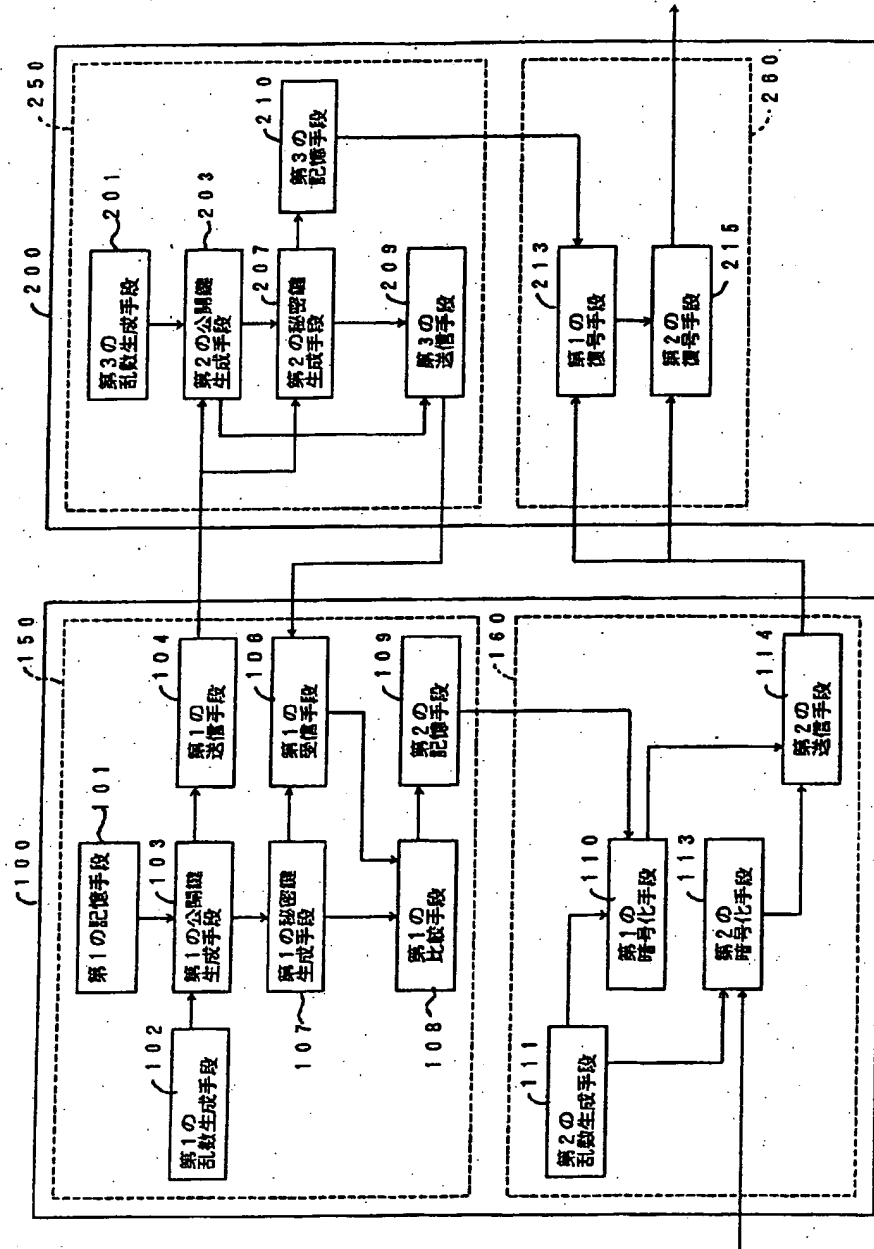 100
150
第1の記憶手段
101
102
第1の
乱数生成手段
103
第1の公開鍵
生成手段
104
第1の
送信手段
107
第1の秘密鍵
生成手段
106
第1の
受信手段
108
第1の
比較手段
109
第2の
記憶手段
160
111
第2の
乱数生成手段
110
第1の
暗号化手段
113
第2の
暗号化手段
114
第2の
送信手段
200
250
201
第3の
乱数生成手段
203
第2の公開鍵
生成手段
207
第2の秘密鍵
生成手段
210
第3の
記憶手段
209
第3の
送信手段
260
213
第1の
復号手段
215
第2の
復号手段